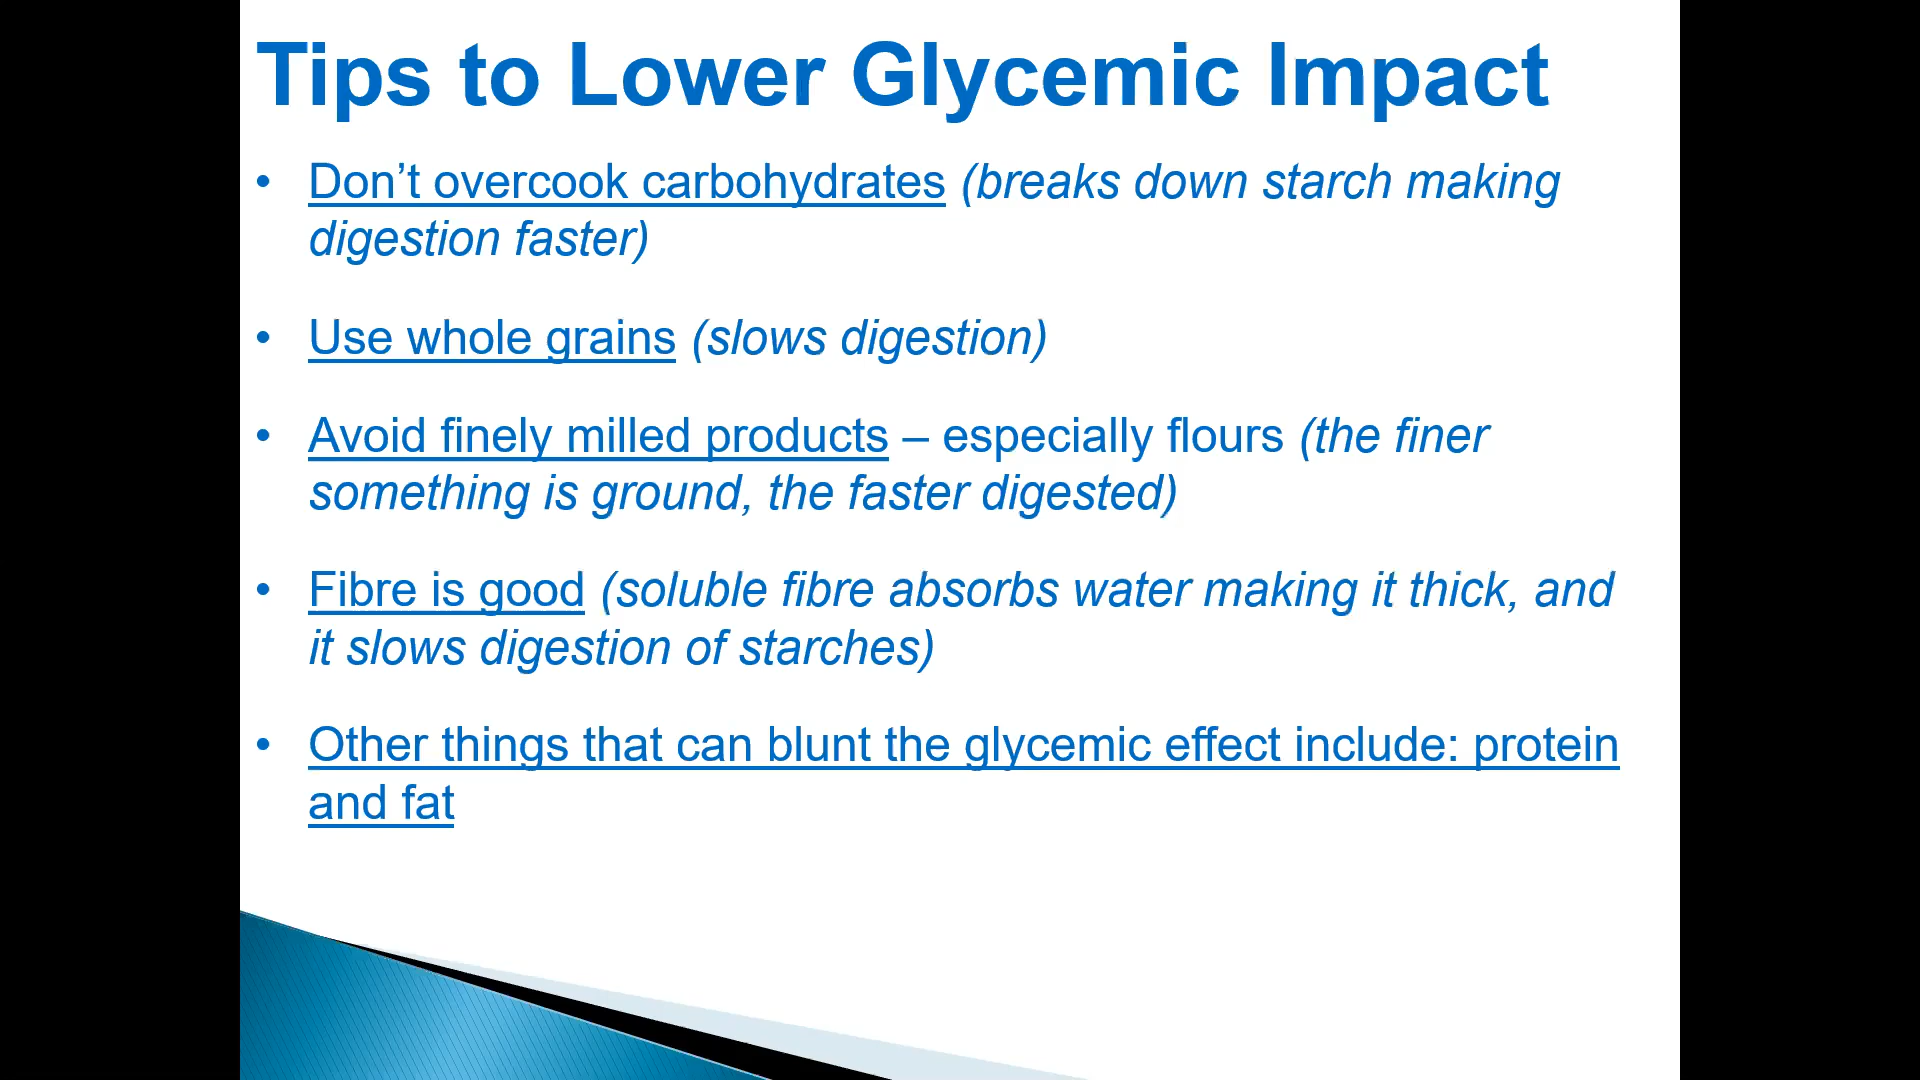 Tips to Lower Glycemic Impact
• Don’t overcook carbohydrates (breaks down starch making
digestion faster)
• Use whole grains (slows digestion)
• Avoid finely milled products – especially flours (the finer
something is ground, the faster digested)
• Fibre is good (soluble fibre absorbs water making it thick, and
it slows digestion of starches)
• Other things that can blunt the glycemic effect include: protein
and fat